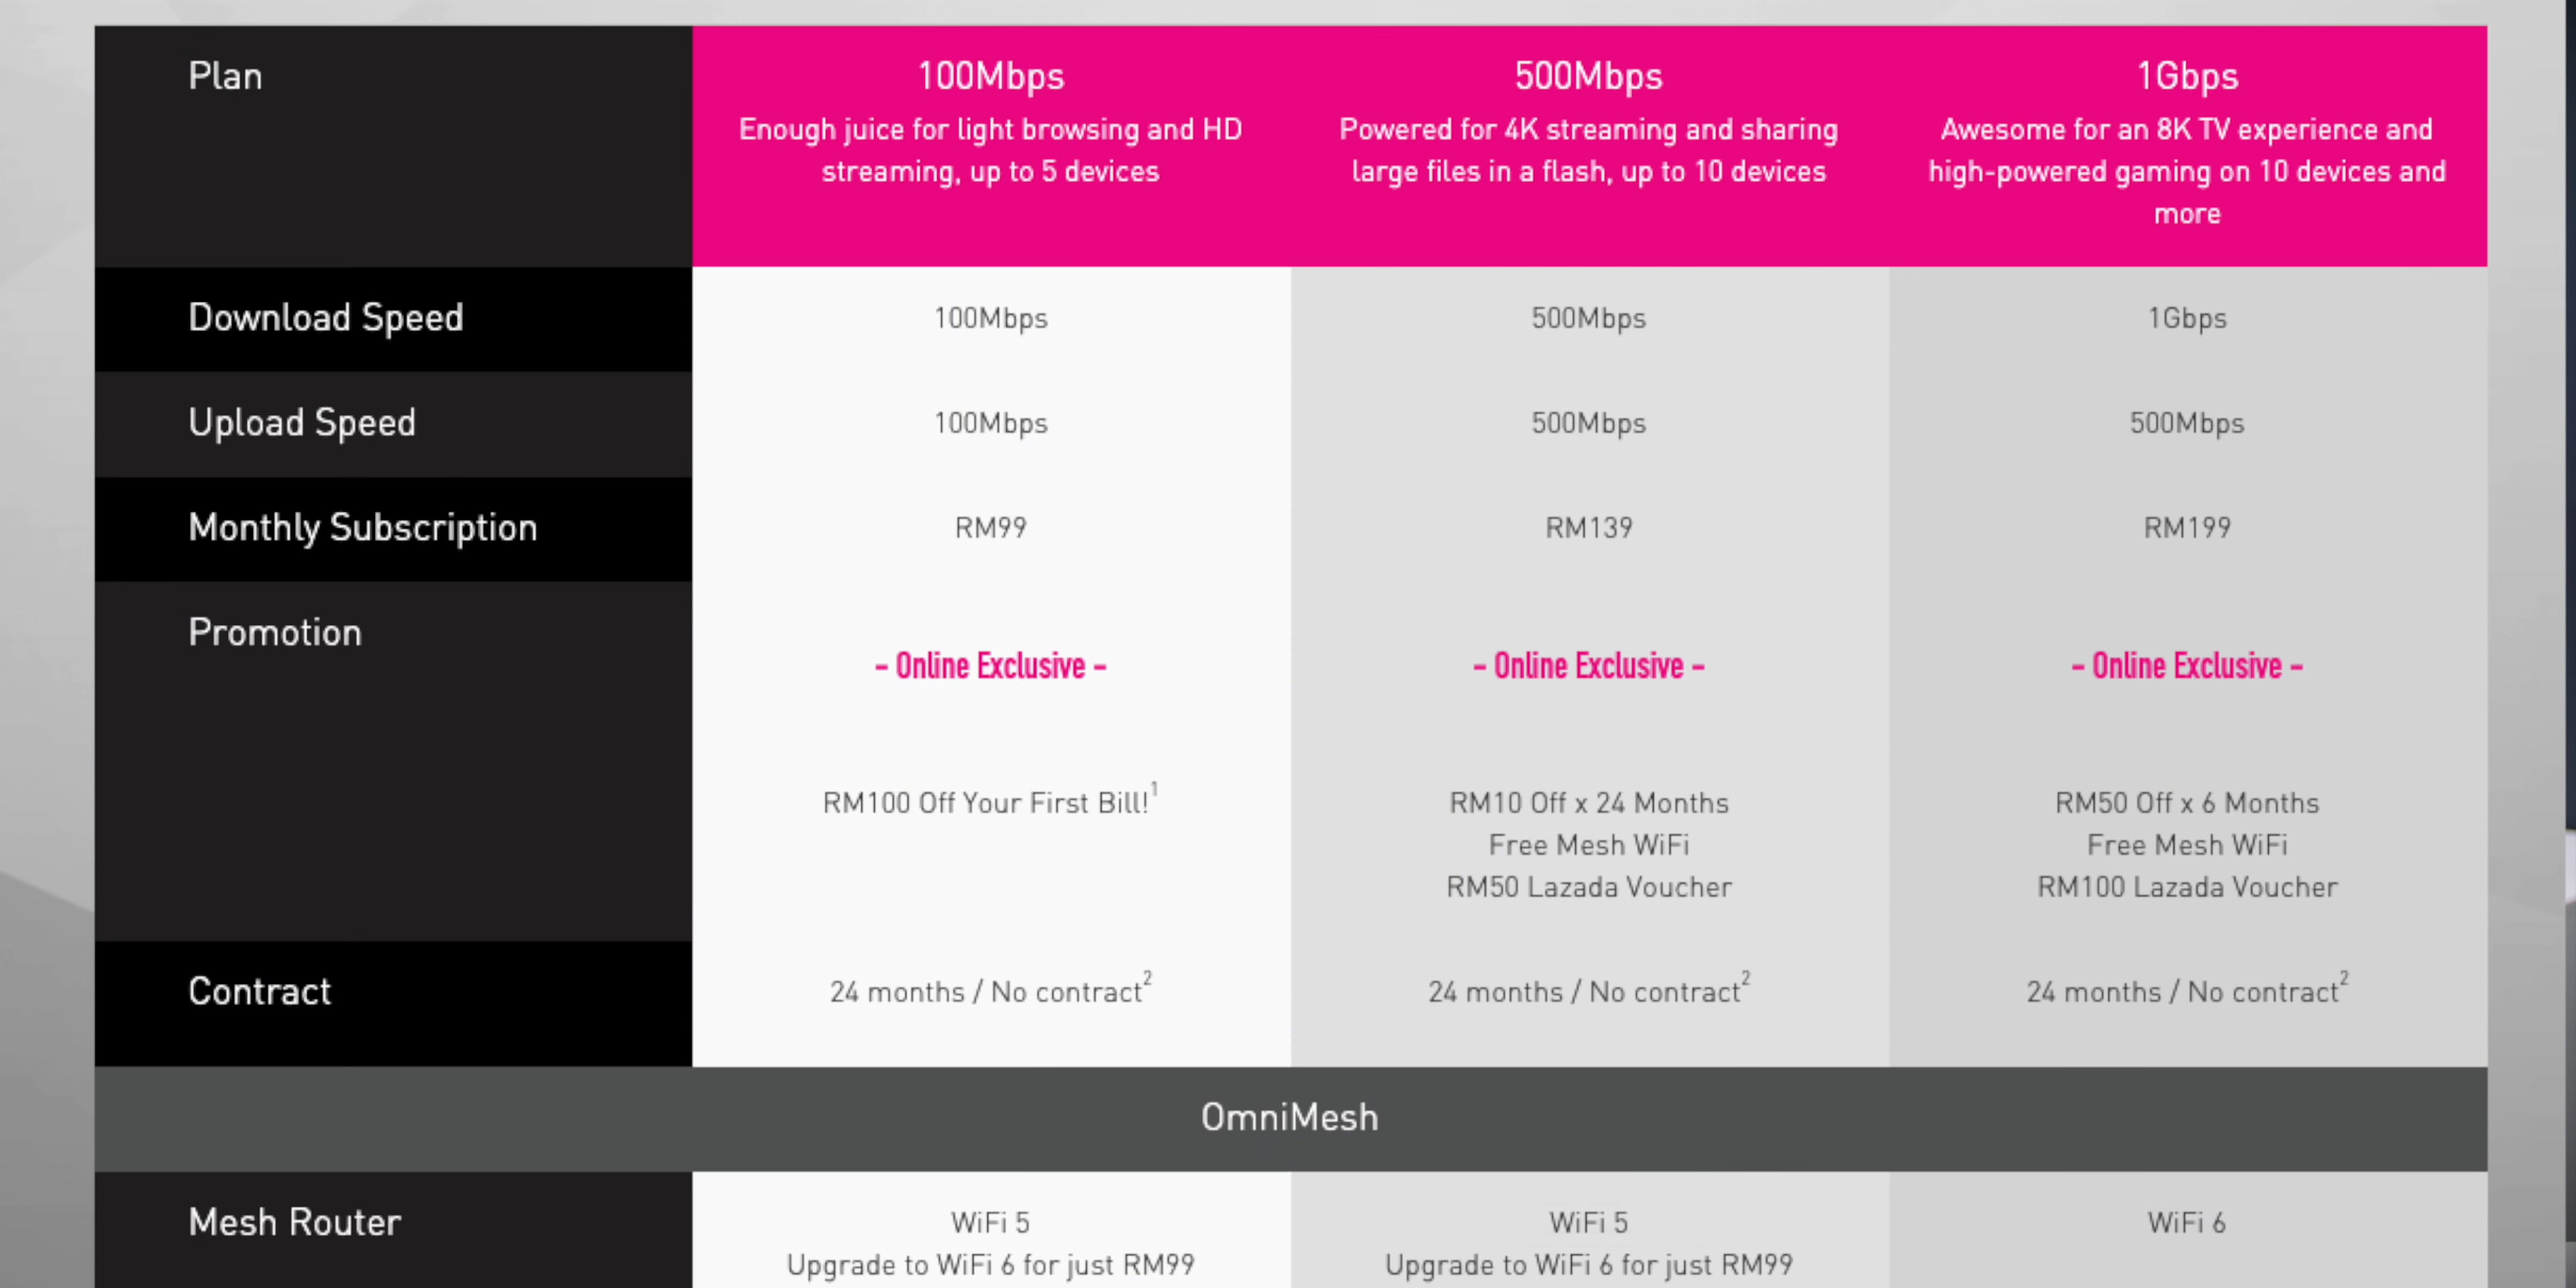 Plan
100Mbps
Enough juice for light browsing and HD
streaming, up to 5 devices
500Mbps
Powered for 4K streaming and sharing
large files in a flash, up to 10 devices
1Gbps
Awesome for an 8K TV experience and
high-powered gaming on 10 devices and
more
Download Speed
100Mbps
500Mbps
1Gbps
Upload Speed
100Mbps
500Mbps
500Mbps
Monthly Subscription
RM99
RM139
RM199
Promotion
- Online Exclusive -
RM100 Off Your First Bill!¹
- Online Exclusive -
RM10 Off x 24 Months
Free Mesh WiFi
RM50 Lazada Voucher
- Online Exclusive -
RM50 Off x 6 Months
Free Mesh WiFi
RM100 Lazada Voucher
Contract
24 months / No contract²
24 months / No contract²
24 months / No contract²
OmniMesh
Mesh Router
WiFi 5
Upgrade to WiFi 6 for just RM99
WiFi 5
Upgrade to WiFi 6 for just RM99
WiFi 6